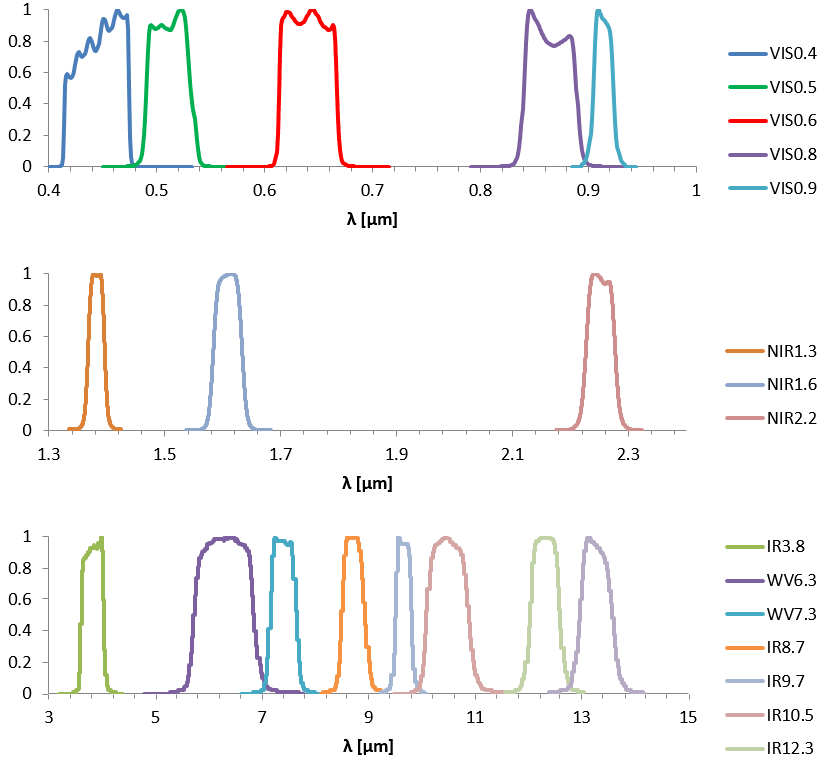 1
0.8
0.6
0.4
0.2
0
0.4 0.5 0.6 0.7 0.8 0.9 1
λ [µm]
VIS0.4
VIS0.5
VIS0.6
VIS0.8
VIS0.9
1
0.8
0.6
0.4
0.2
0
1.3 1.5 1.7 1.9 2.1 2.3
λ [µm]
NIR1.3
NIR1.6
NIR2.2
1
0.8
0.6
0.4
0.2
0
3 5 7 9 11 13 15
λ [µm]
IR3.8
WV6.3
WV7.3
IR8.7
IR9.7
IR10.5
IR12.3